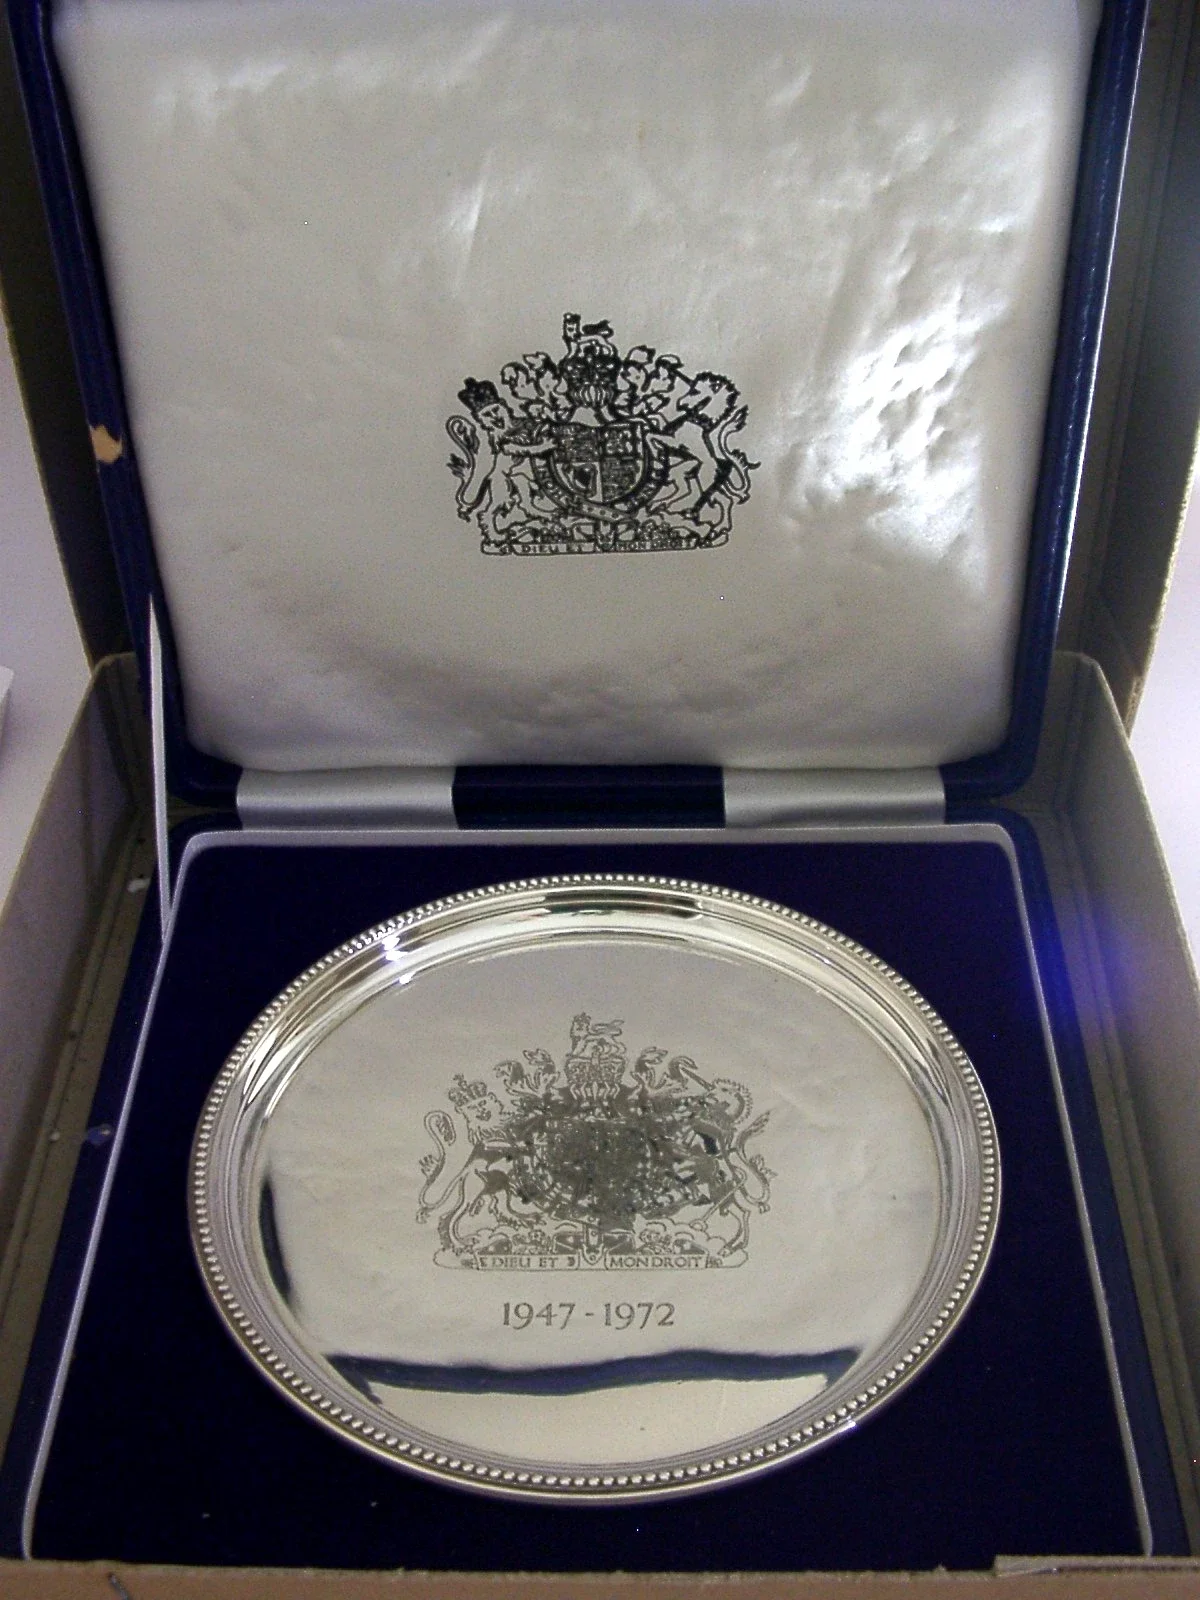 DIEU ET MON DROIT
DIEU ET MON DROIT
1947 - 1972